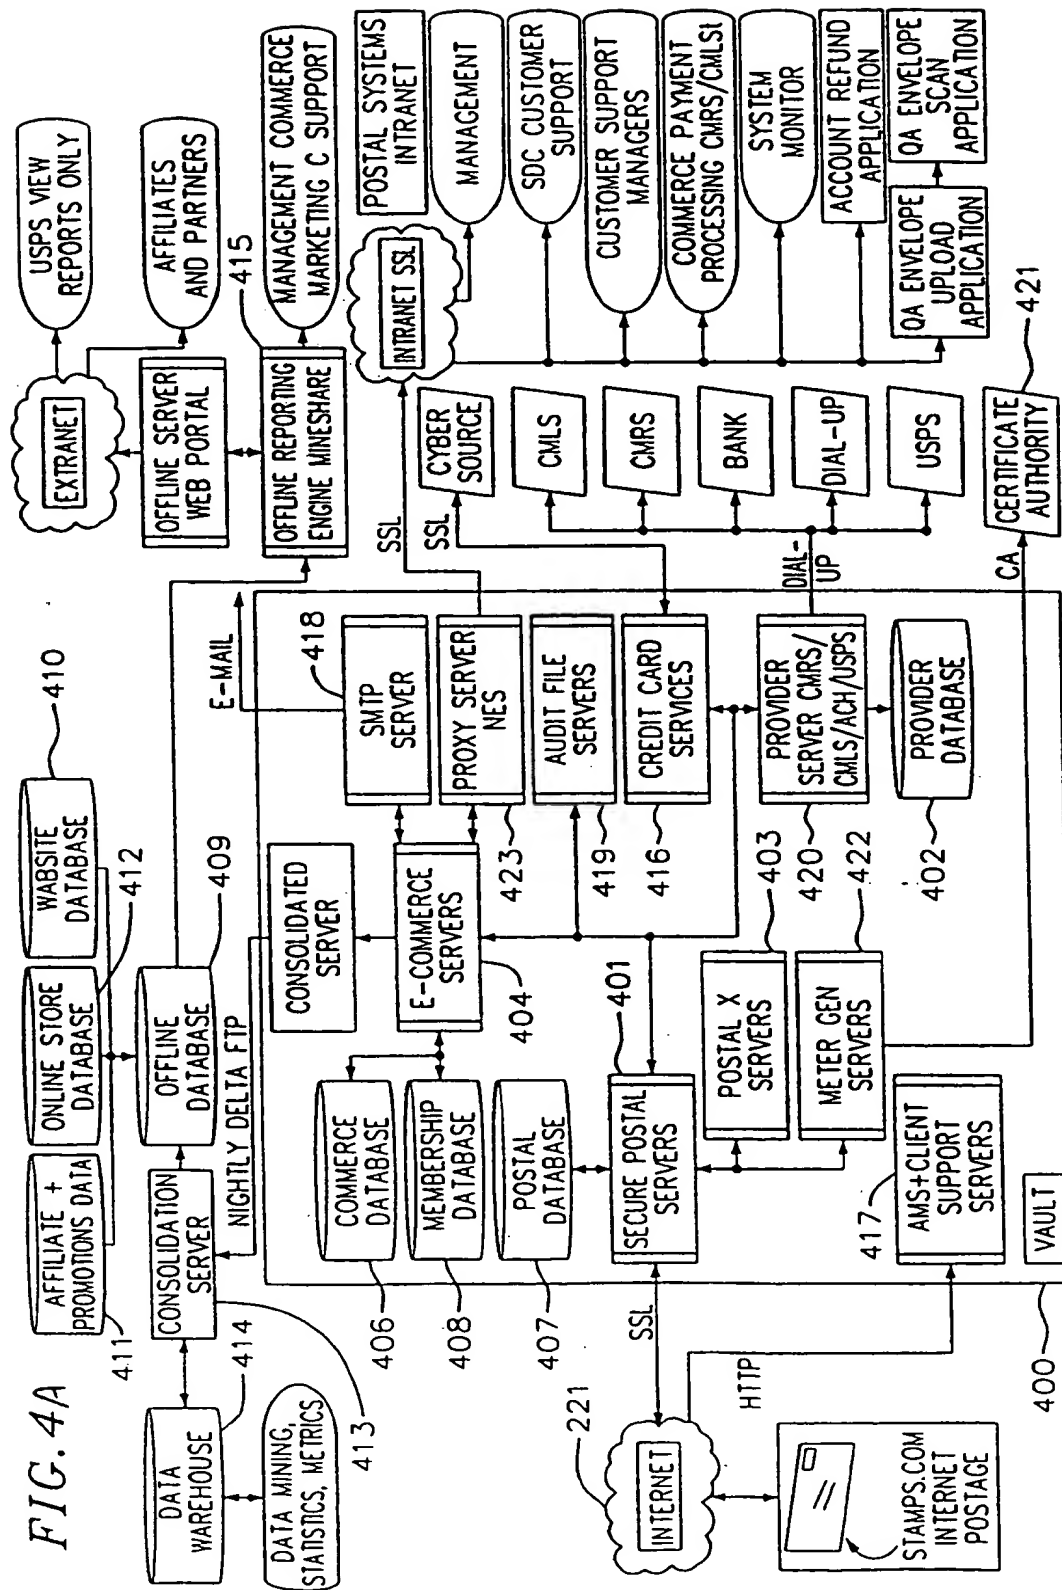 FIG. 4A
AFFILIATE +
PROMOTIONS DATA
411
ONLINE STORE
DATABASE
412
WABSITE
DATABASE
410
DATA
WAREHOUSE
414
CONSOLIDATION
SERVER
413
OFFLINE
DATABASE
409
DATA MINING,
STATISTICS, METRICS
NIGHTLY DELTA FTP
E-MAIL
EXTRANET
USPS VIEW
REPORTS ONLY
AFFILIATES
AND PARTNERS
OFFLINE SERVER
WEB PORTAL
415
OFFLINE REPORTING
ENGINE MINESHARE
MANAGEMENT COMMERCE
MARKETING C SUPPORT
COMMERCE
DATABASE
406
MEMBERSHIP
DATABASE
408
POSTAL
DATABASE
407
CONSOLIDATED
SERVER
E-COMMERCE
SERVERS
404
SMTP
SERVER
418
PROXY SERVER
NES
423
AUDIT FILE
SERVERS
419
CREDIT CARD
SERVICES
416
SSL
SSL
INTRANET SSL
POSTAL SYSTEMS
INTRANET
MANAGEMENT
SDC CUSTOMER
SUPPORT
CUSTOMER SUPPORT
MANAGERS
COMMERCE PAYMENT
PROCESSING CMRS/CMLSt
SYSTEM
MONITOR
ACCOUNT REFUND
APPLICATION
QA ENVELOPE
UPLOAD
APPLICATION
QA ENVELOPE
SCAN
APPLICATION
CYBER
SOURCE
CMLS
CMRS
BANK
DIAL-UP
USPS
DIAL-
UP
SECURE POSTAL
SERVERS
401
POSTAL X
SERVERS
403
METER GEN
SERVERS
422
PROVIDER
SERVER CMRS/
CMLS/ACH/USPS
420
PROVIDER
DATABASE
402
CA
CERTIFICATE
AUTHORITY
421
221
INTERNET
SSL
HTTP
STAMPS.COM
INTERNET
POSTAGE
417
AMS+CLIENT
SUPPORT
SERVERS
VAULT
400